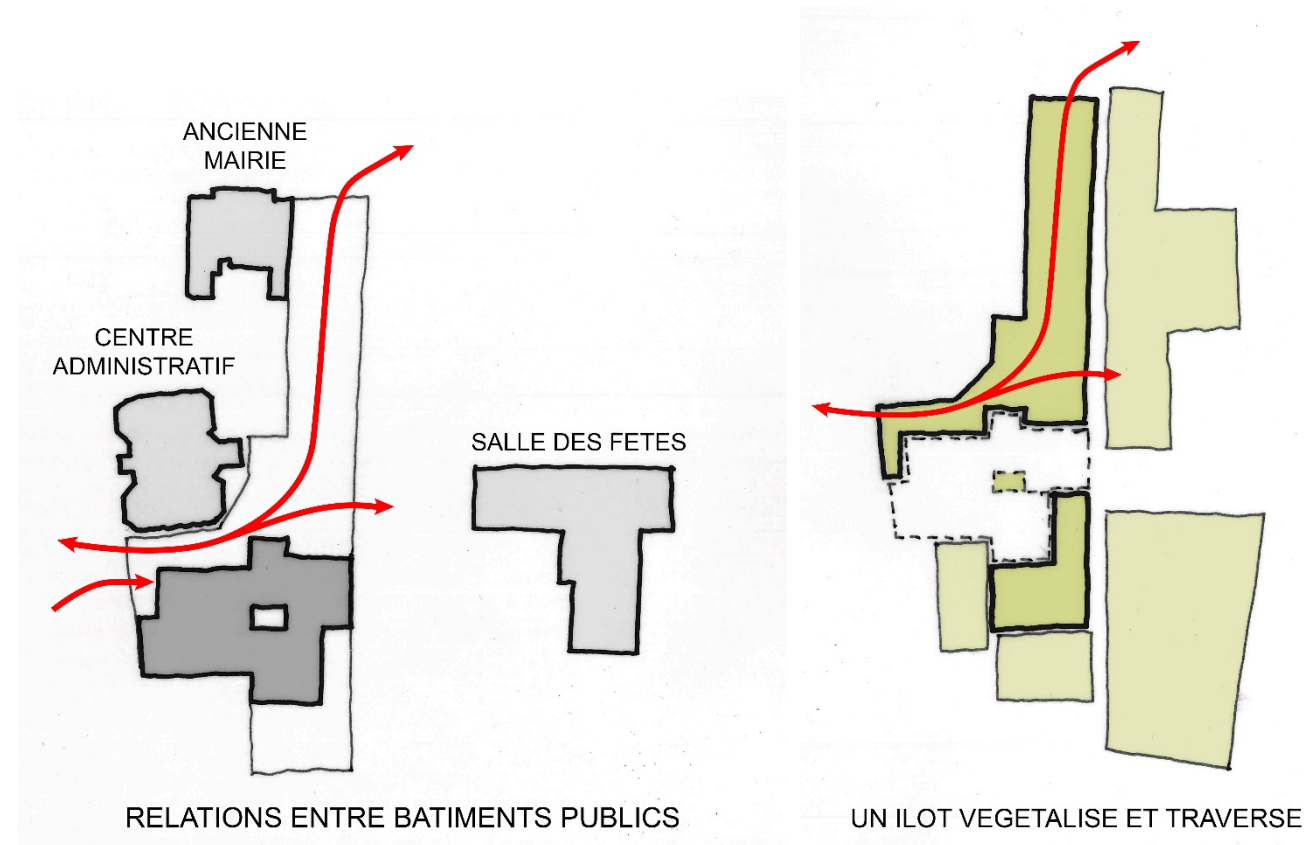 ANCIENNE
MAIRIE
CENTRE
ADMINISTRATIF
SALLE DES FETES
RELATIONS ENTRE BATIMENTS PUBLICS
UN ILOT VEGETALISE ET TRAVERSE